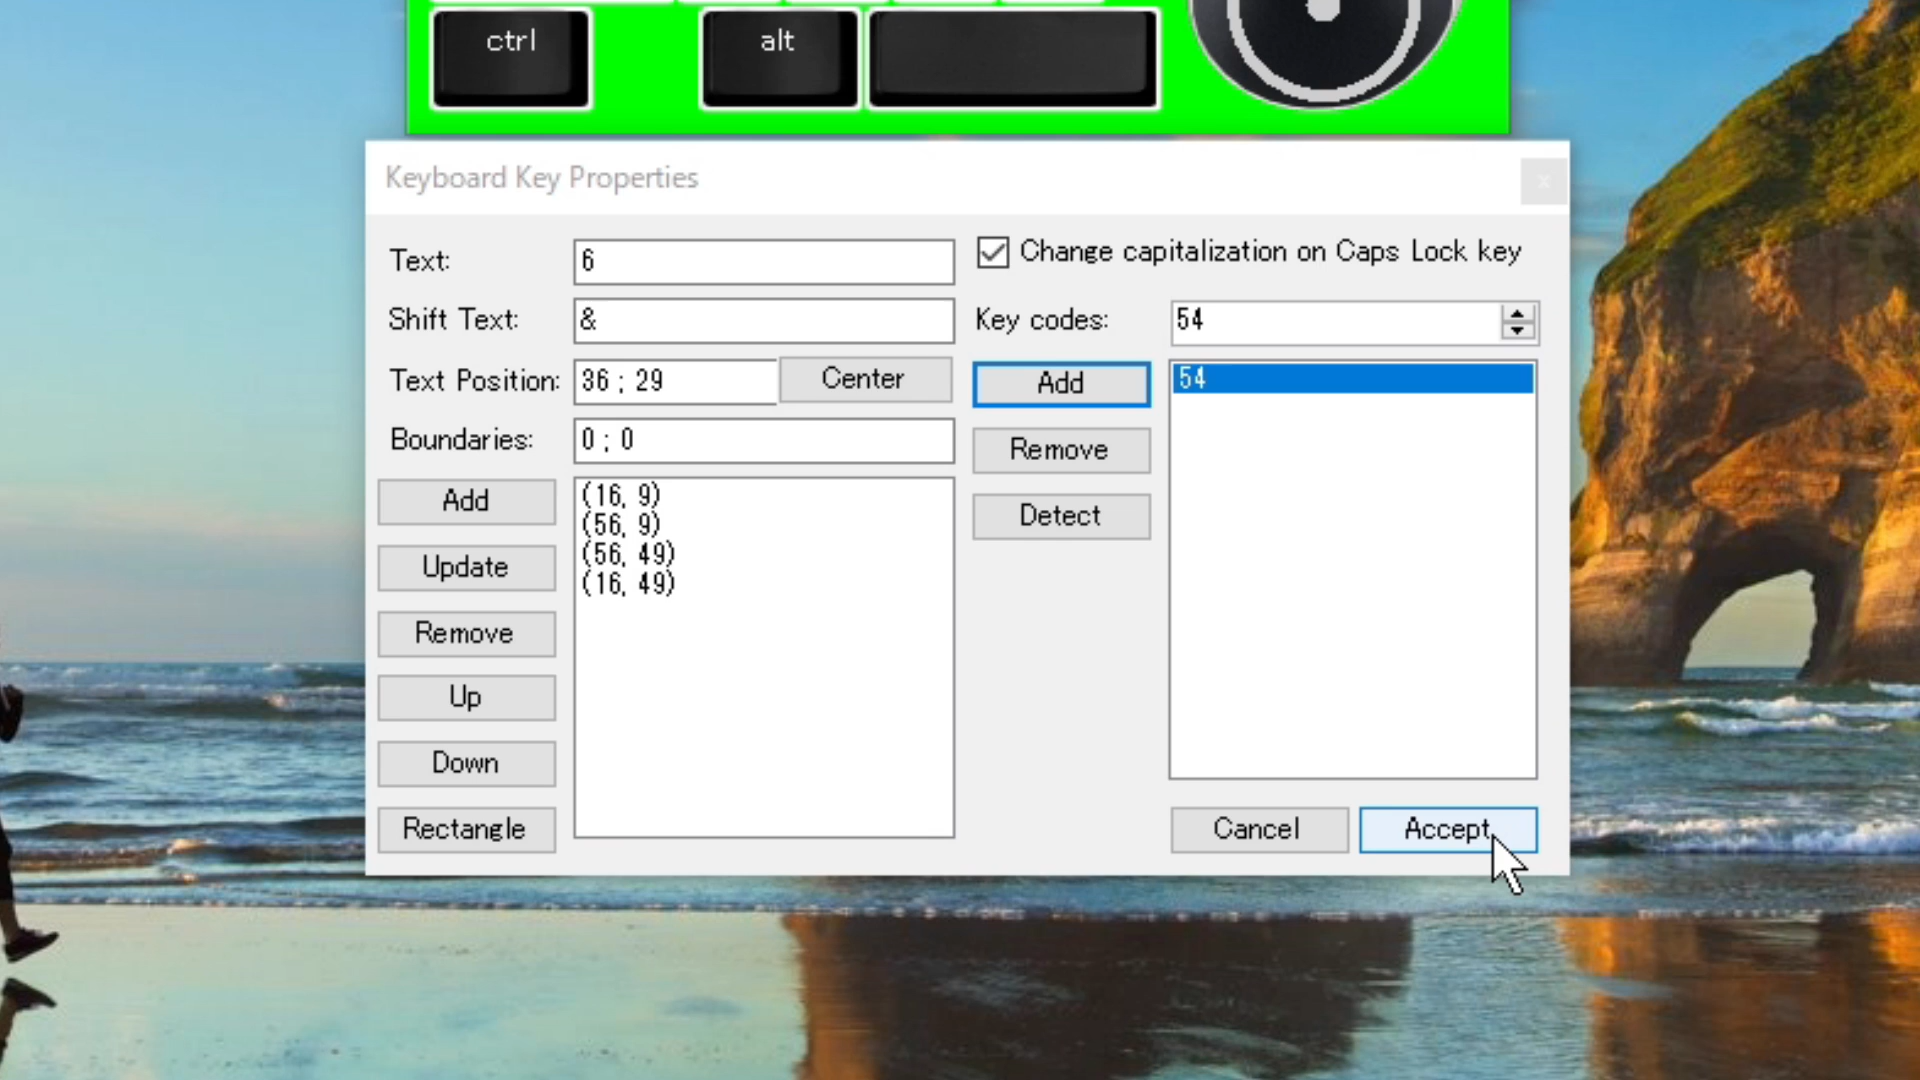 ctrl
alt
Keyboard Key Properties
Text: 6
Change capitalization on Caps Lock key
Shift Text: &
Key codes: 54
Text Position: 36 ; 29
Center
Add
54
Boundaries: 0 ; 0
Remove
Add
(16, 9)
(56, 9)
(56, 49)
(16, 49)
Detect
Update
Remove
Up
Down
Rectangle
Cancel
Accept